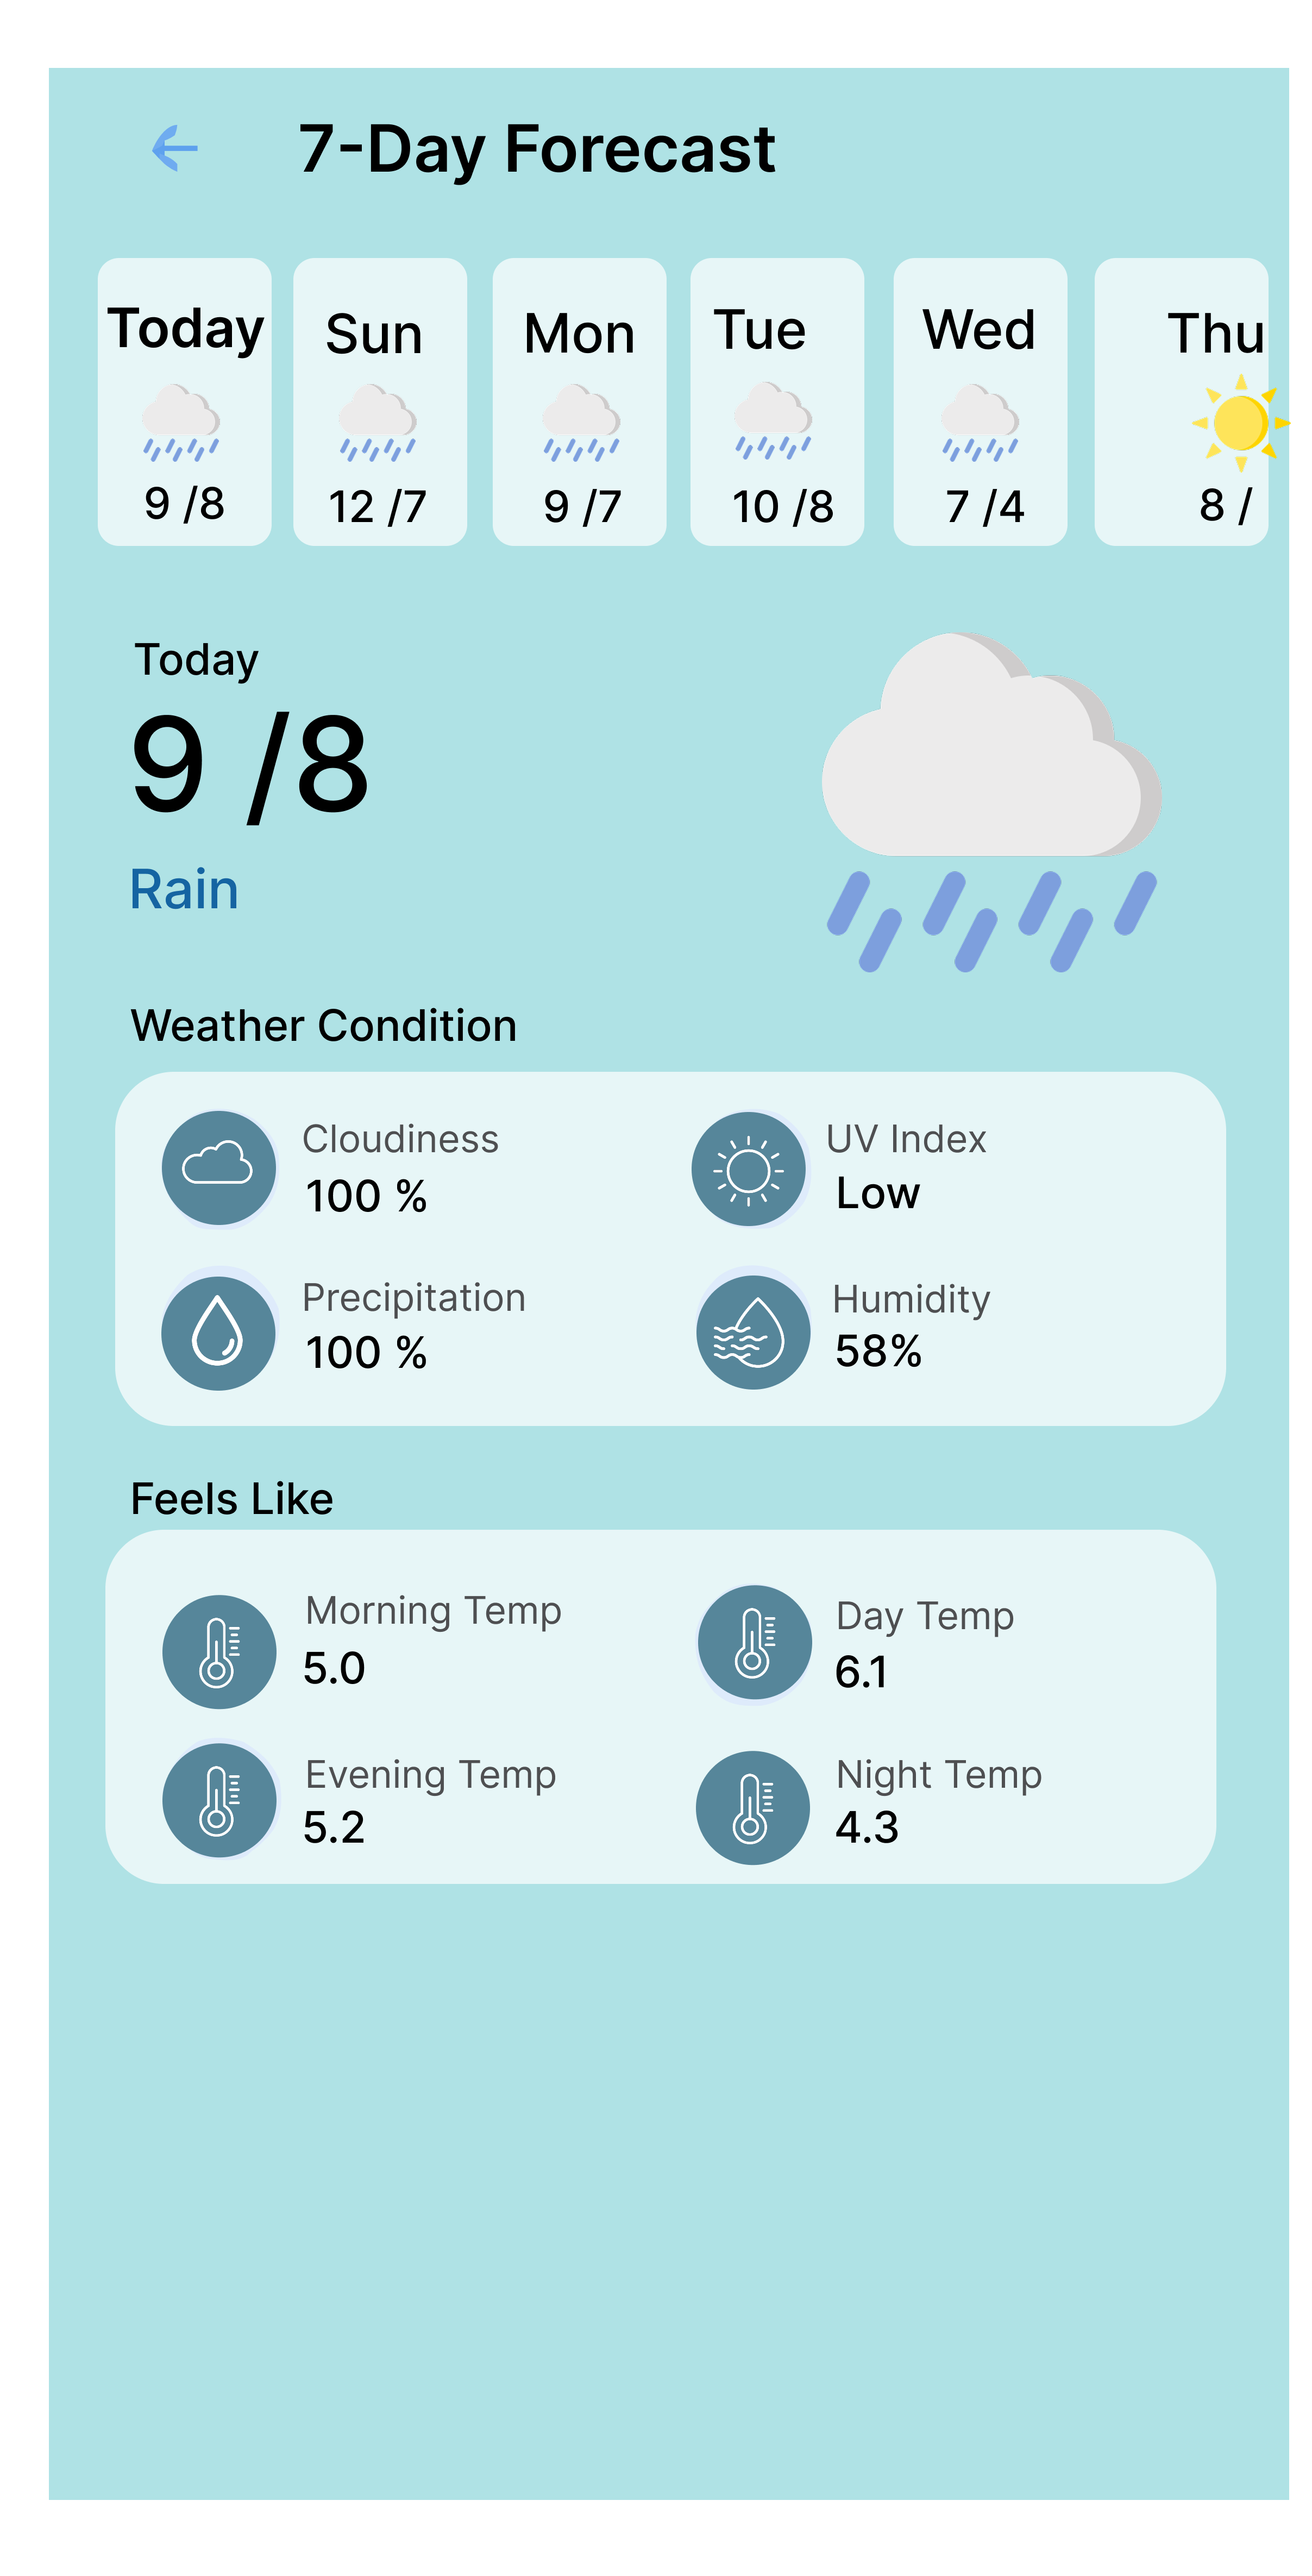 7-Day Forecast
Today Sun Mon Tue Wed Thu
9 /8 12 /7 9 /7 10 /8 7 /4 8 /
Today
9 /8
Rain
Weather Condition
Cloudiness UV Index
100 % Low
Precipitation Humidity
100 % 58%
Feels Like
Morning Temp Day Temp
5.0 6.1
Evening Temp Night Temp
5.2 4.3